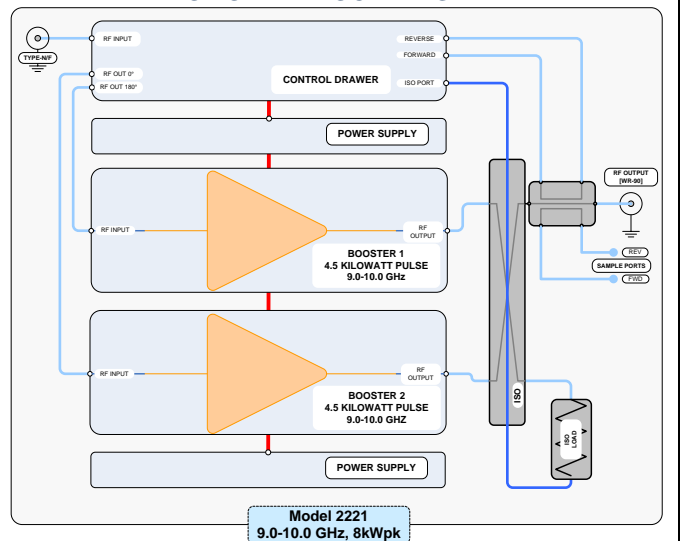 RF INPUT
REVERSE
FORWARD
TYPE-N/F
RF OUT 0°
RF OUT 180°
CONTROL DRAWER
ISO PORT
POWER SUPPLY
RF OUTPUT
[WR-90]
RF INPUT
RF
OUTPUT
BOOSTER 1
4.5 KILOWATT PULSE
9.0-10.0 GHz
REV
SAMPLE PORTS
FWD
RF INPUT
RF
OUTPUT
BOOSTER 2
4.5 KILOWATT PULSE
9.0-10.0 GHZ
ISO
ISO
LOAD
POWER SUPPLY
Model 2221
9.0-10.0 GHz, 8kWpk